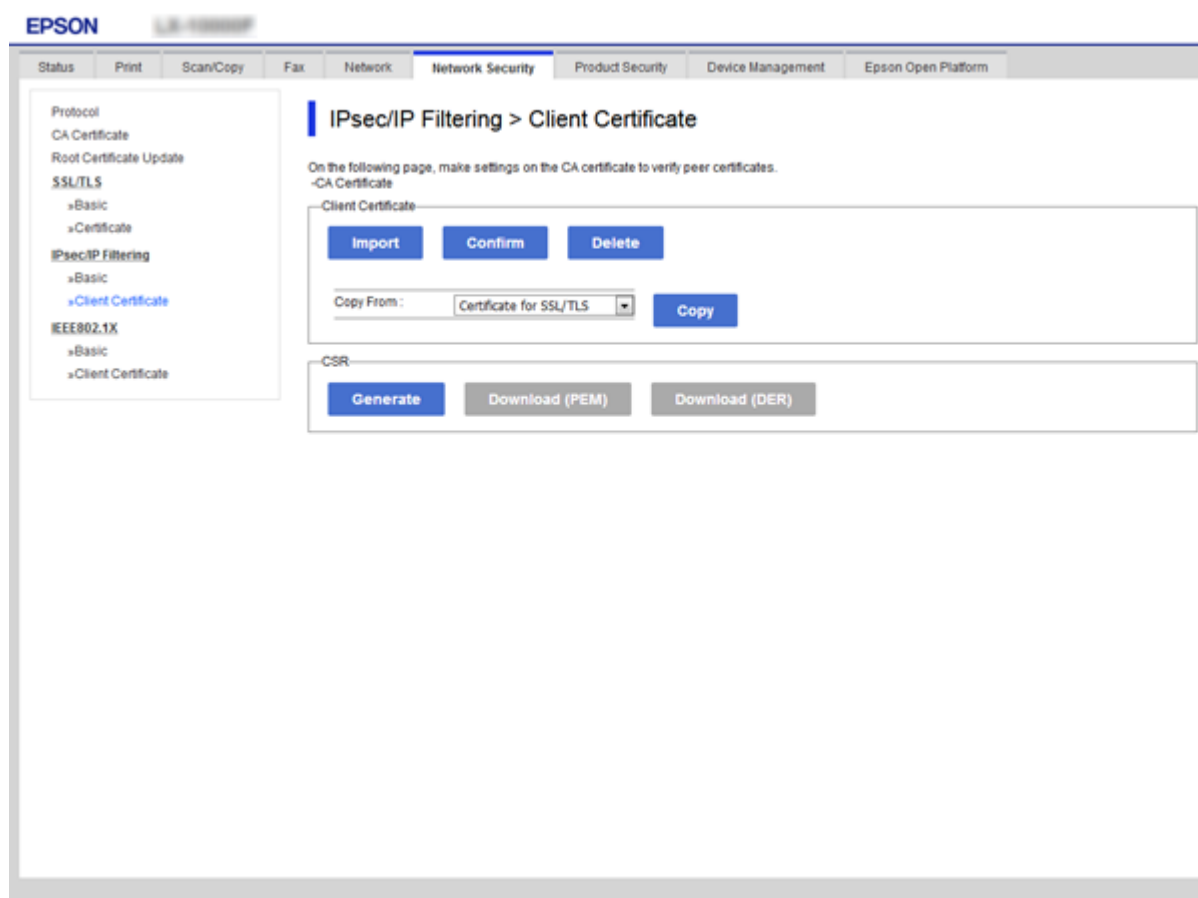 EPSON
Status Print Scan/Copy Fax Network Network Security Product Security Device Management Epson Open Platform
Protocol
CA Certificate
Root Certificate Update
SSL/TLS
»Basic
»Certificate
IPsec/IP Filtering
»Basic
»Client Certificate
IEEE802.1X
»Basic
»Client Certificate
IPsec/IP Filtering > Client Certificate
On the following page, make settings on the CA certificate to verify peer certificates.
-CA Certificate
Client Certificate
Import Confirm Delete
Copy From : Certificate for SSL/TLS Copy
CSR
Generate Download (PEM) Download (DER)